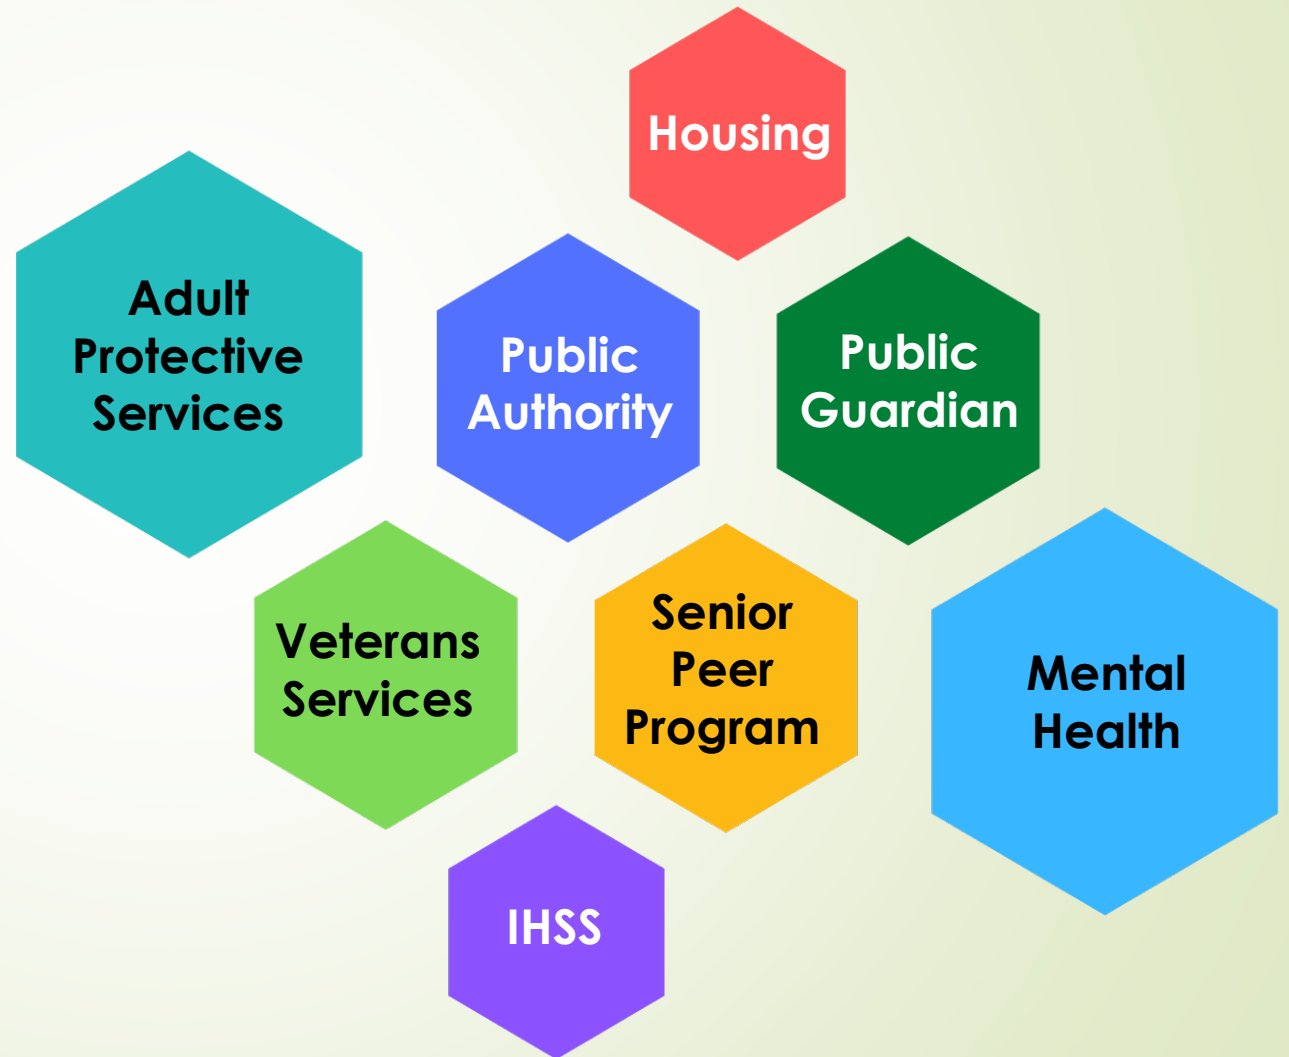 Housing
Adult
Protective
Services
Public
Authority
Public
Guardian
Veterans
Services
Senior
Peer
Program
Mental
Health
IHSS